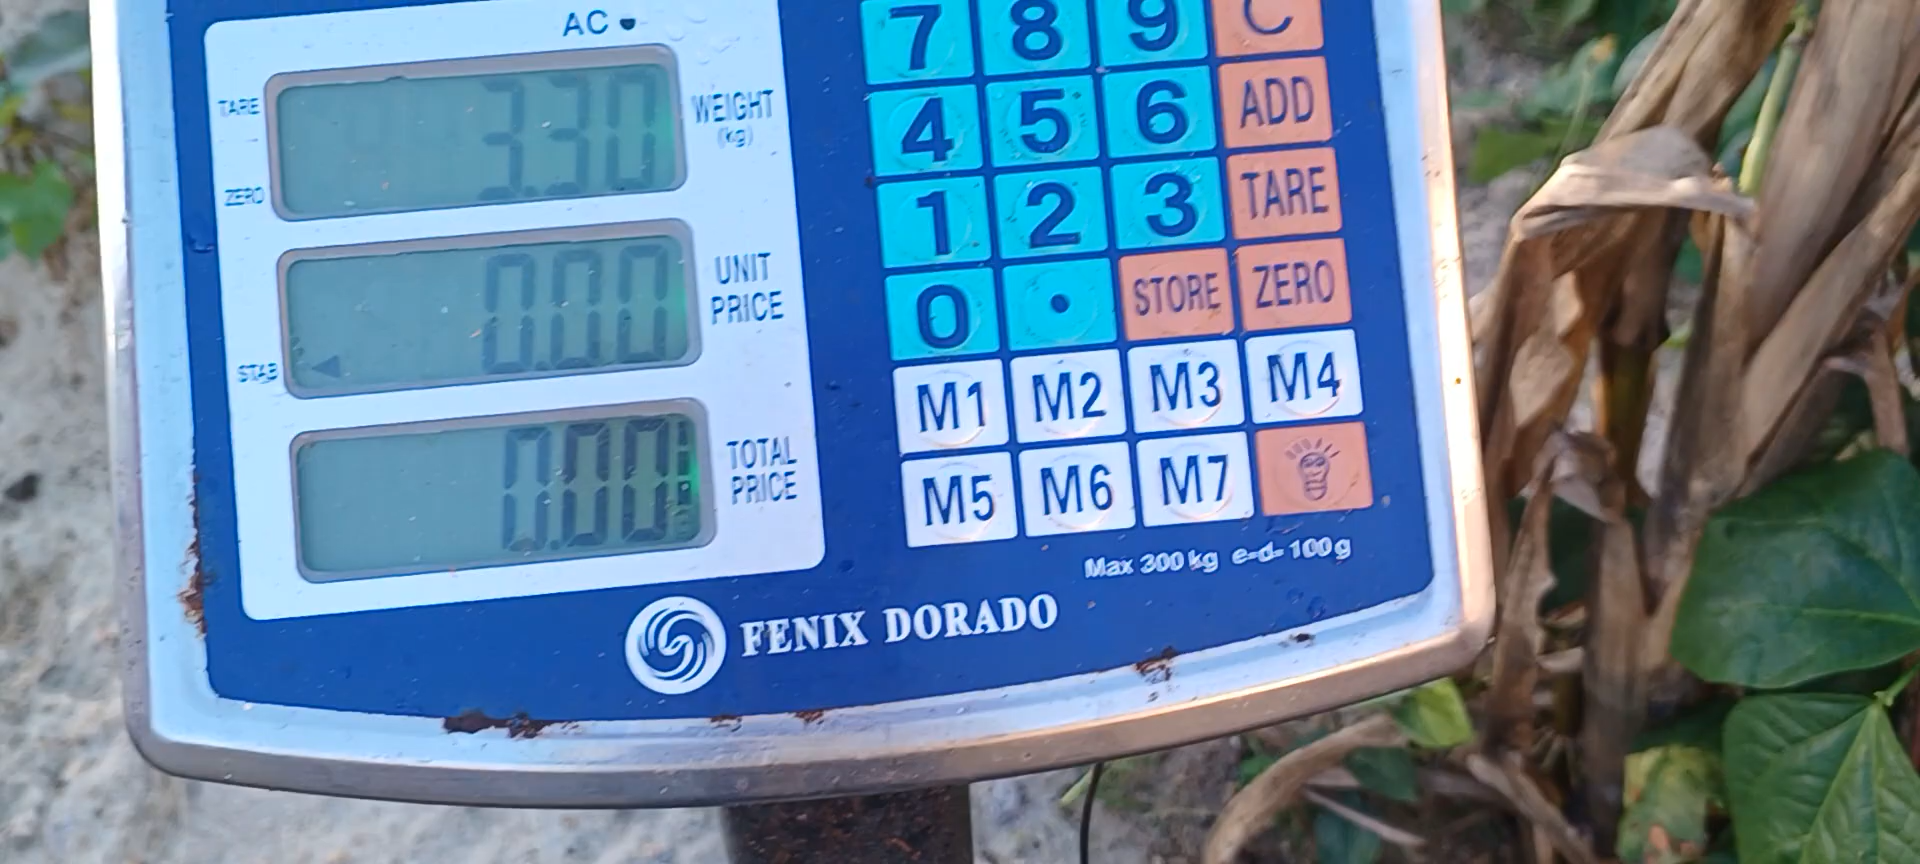 AC
TARE
3.30
WEIGHT
(kg)
ZERO
0.00
UNIT
PRICE
STAB
0.00
TOTAL
PRICE
7 8 9 C
4 5 6 ADD
1 2 3 TARE
0 . STORE ZERO
M1 M2 M3 M4
M5 M6 M7
Max 300 kg e=d= 100 g
FENIX DORADO